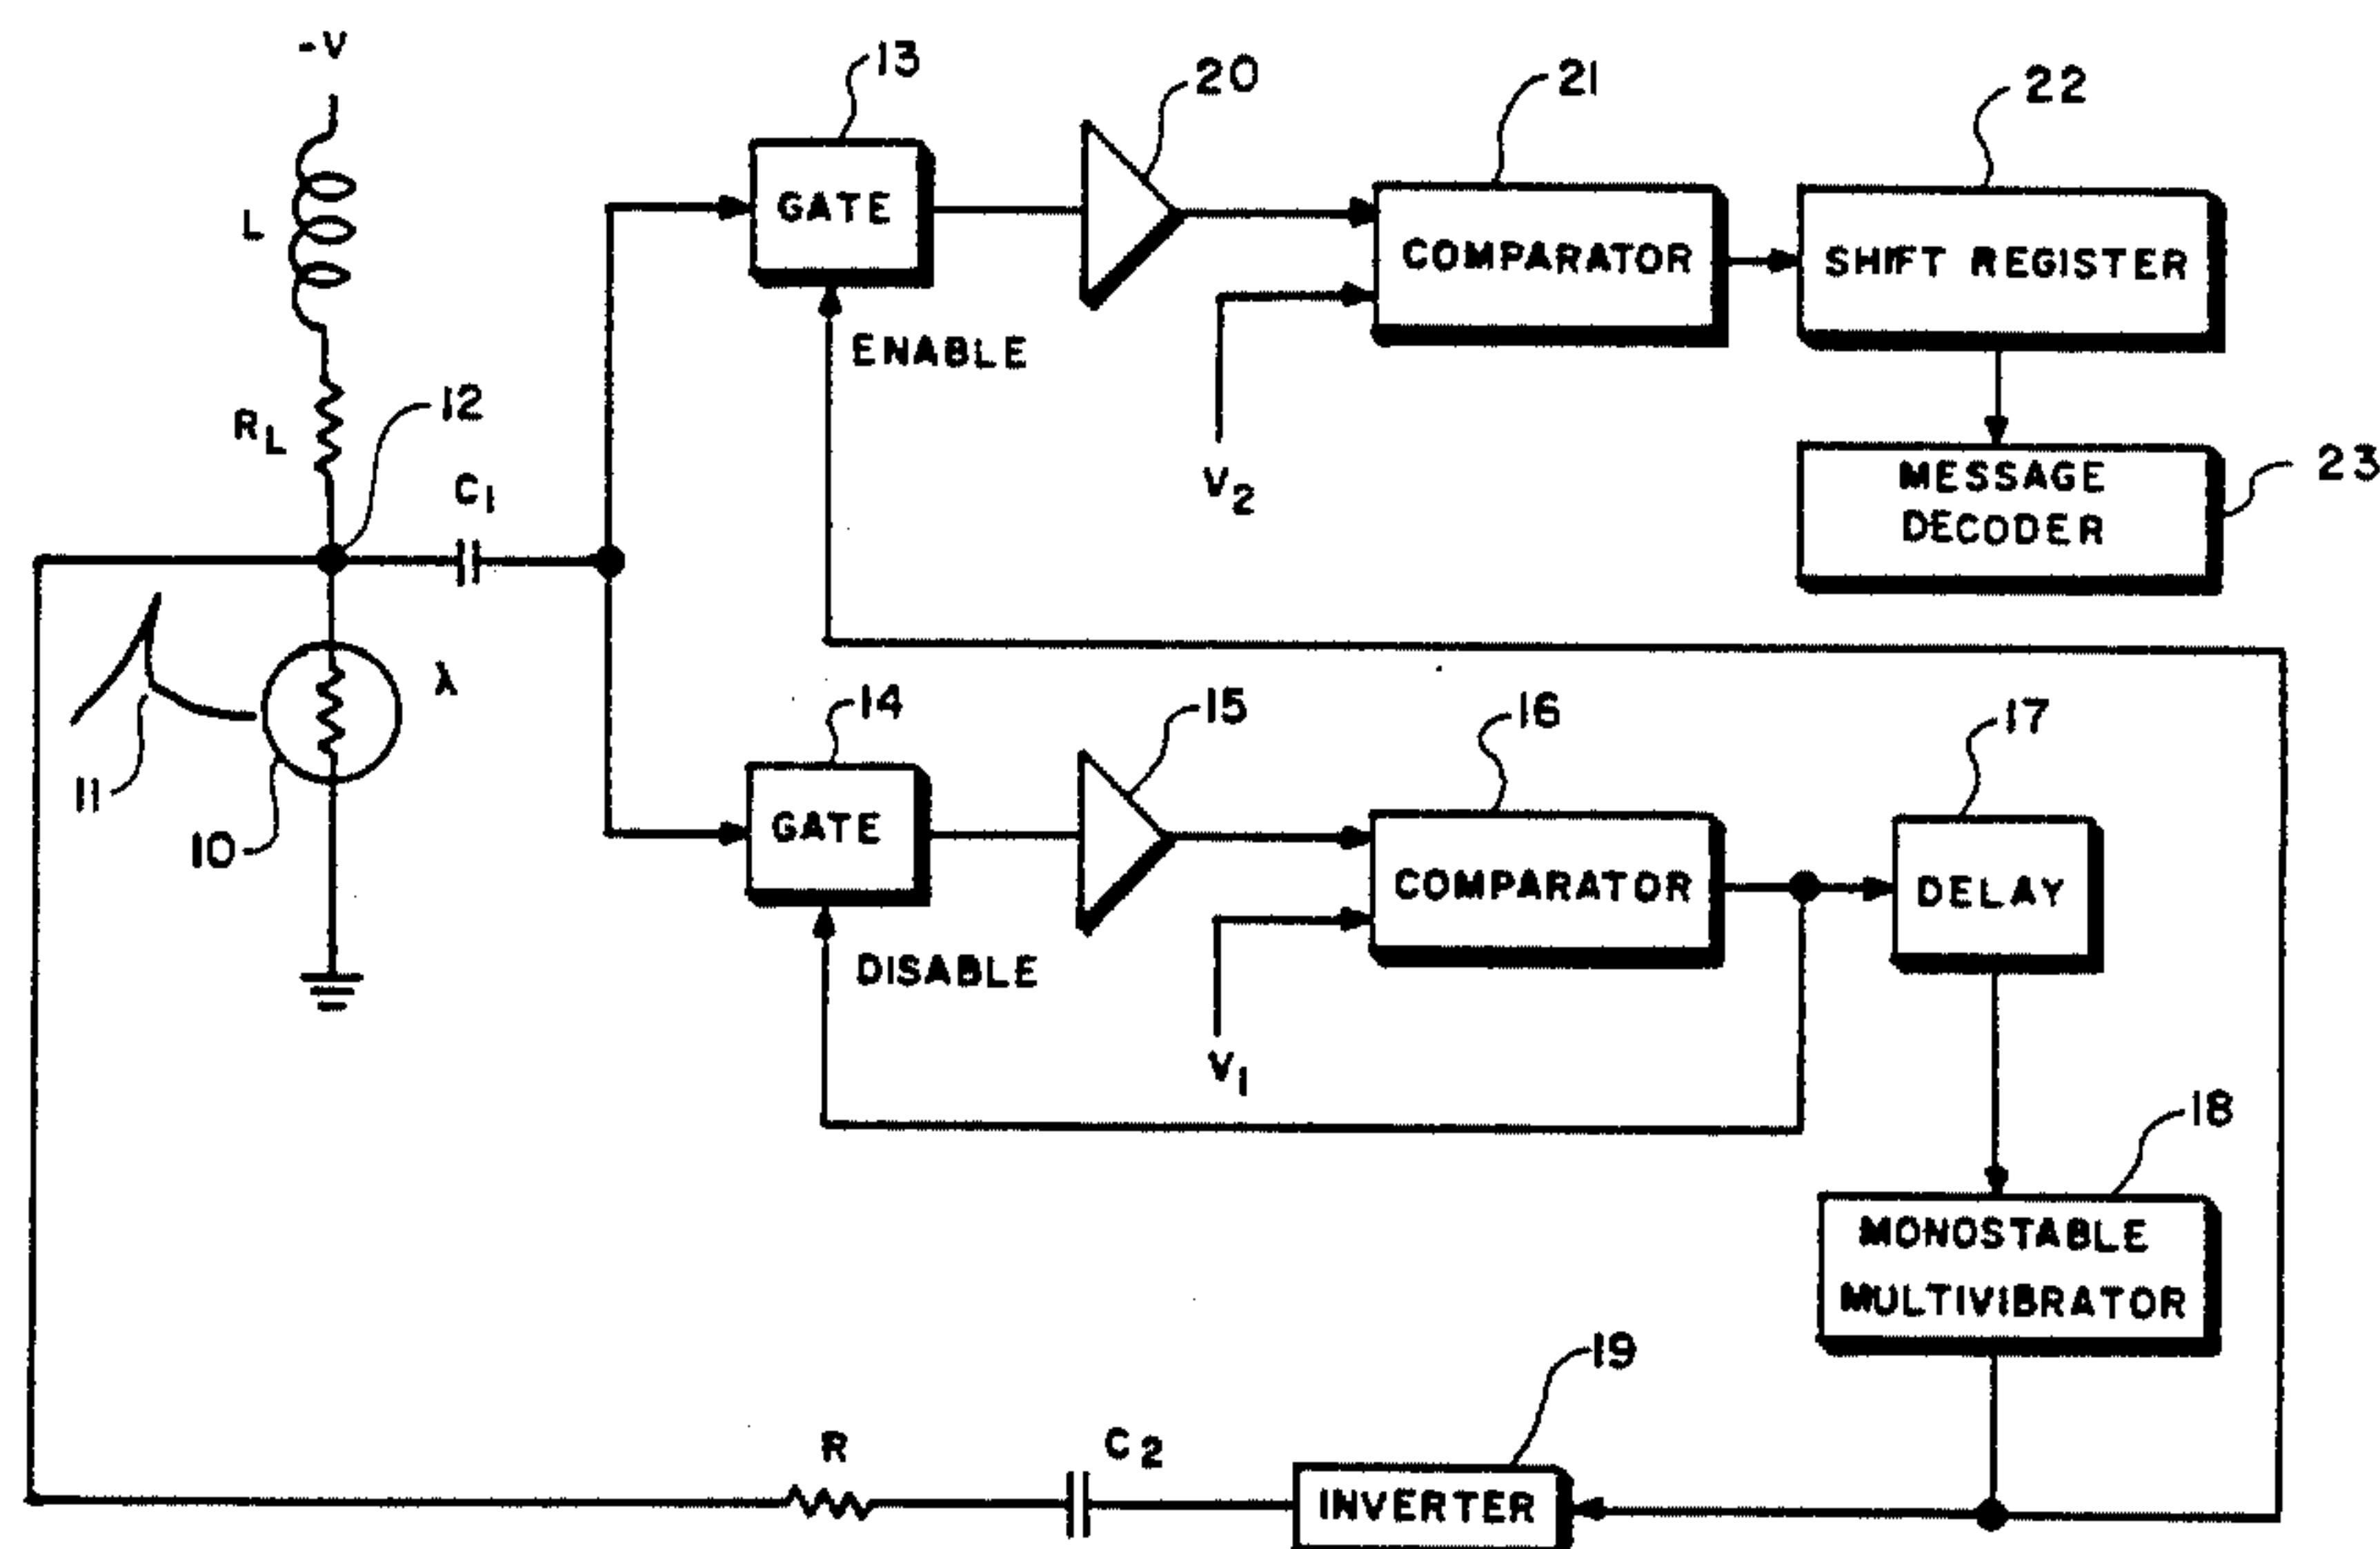 -V
13
20
21
22
GATE
COMPARATOR
SHIFT REGISTER
L
ENABLE
RL
12
C1
V2
MESSAGE
DECODER
23
λ
11
10
14
15
16
17
GATE
COMPARATOR
DELAY
DISABLE
V1
18
MONOSTABLE
MULTIVIBRATOR
19
R
C2
INVERTER